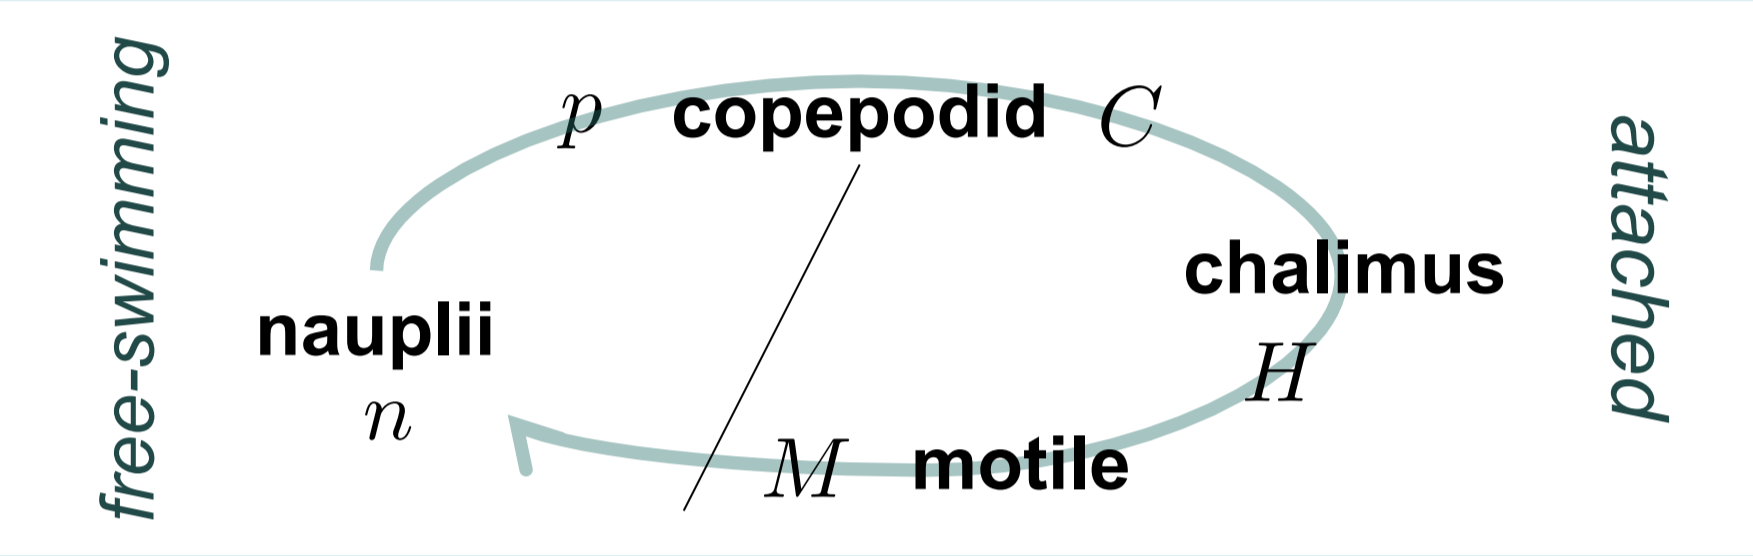 free-swimming
p copepodid C
chalimus
H
nauplii
n
M motile
attached